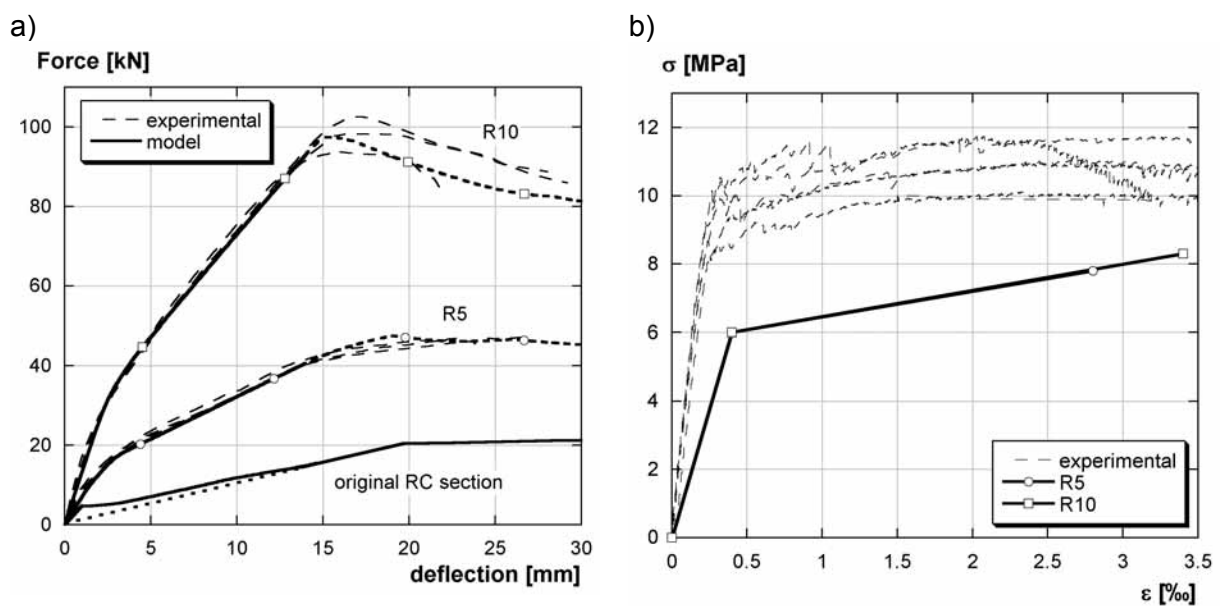 a)
Force [kN]
experimental
model
R10
R5
original RC section
100
80
60
40
20
0
0 5 10 15 20 25 30
deflection [mm]
b)
σ [MPa]
12
10
8
6
4
2
0
experimental
R5
R10
0 0.5 1 1.5 2 2.5 3 3.5
ε [‰]